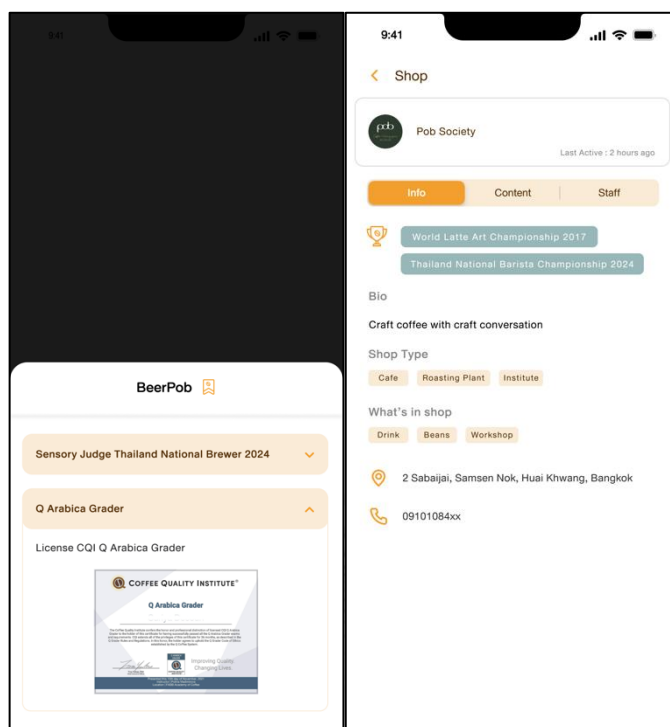 9:41
BeerPob
Sensory Judge Thailand National Brewer 2024
Q Arabica Grader
License CQI Q Arabica Grader
COFFEE QUALITY INSTITUTE
Q Arabica Grader
Improving Quality
Changing Lives
9:41
Shop
pob
Pob Society
Last Active : 2 hours ago
Info Content Staff
World Latte Art Championship 2017
Thailand National Barista Championship 2024
Bio
Craft coffee with craft conversation
Shop Type
Cafe Roasting Plant Institute
What's in shop
Drink Beans Workshop
2 Sabaijai, Samsen Nok, Huai Khwang, Bangkok
09101084xx